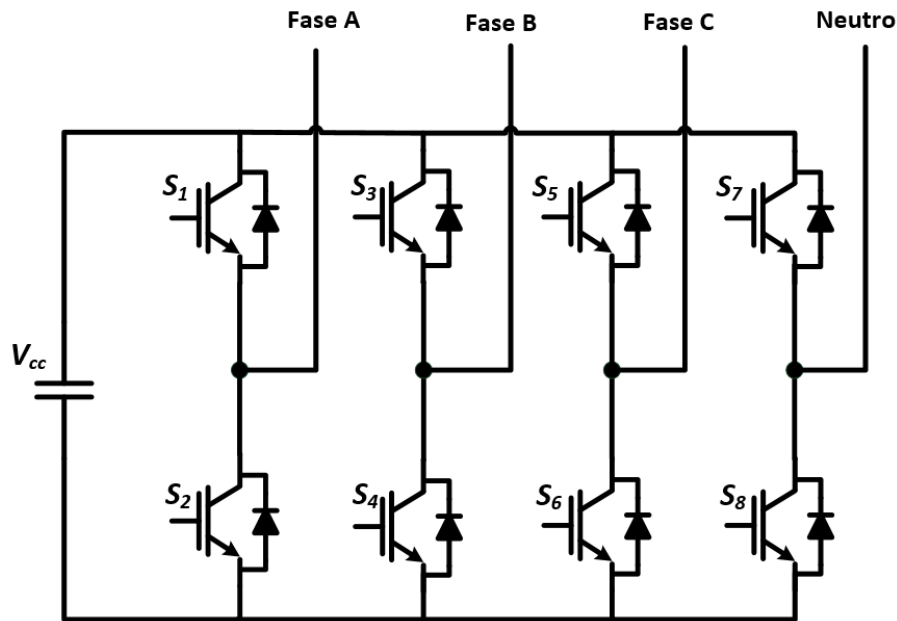 Fase A
Fase B
Fase C
Neutro
S1
S3
S5
S7
Vcc
S2
S4
S6
S8